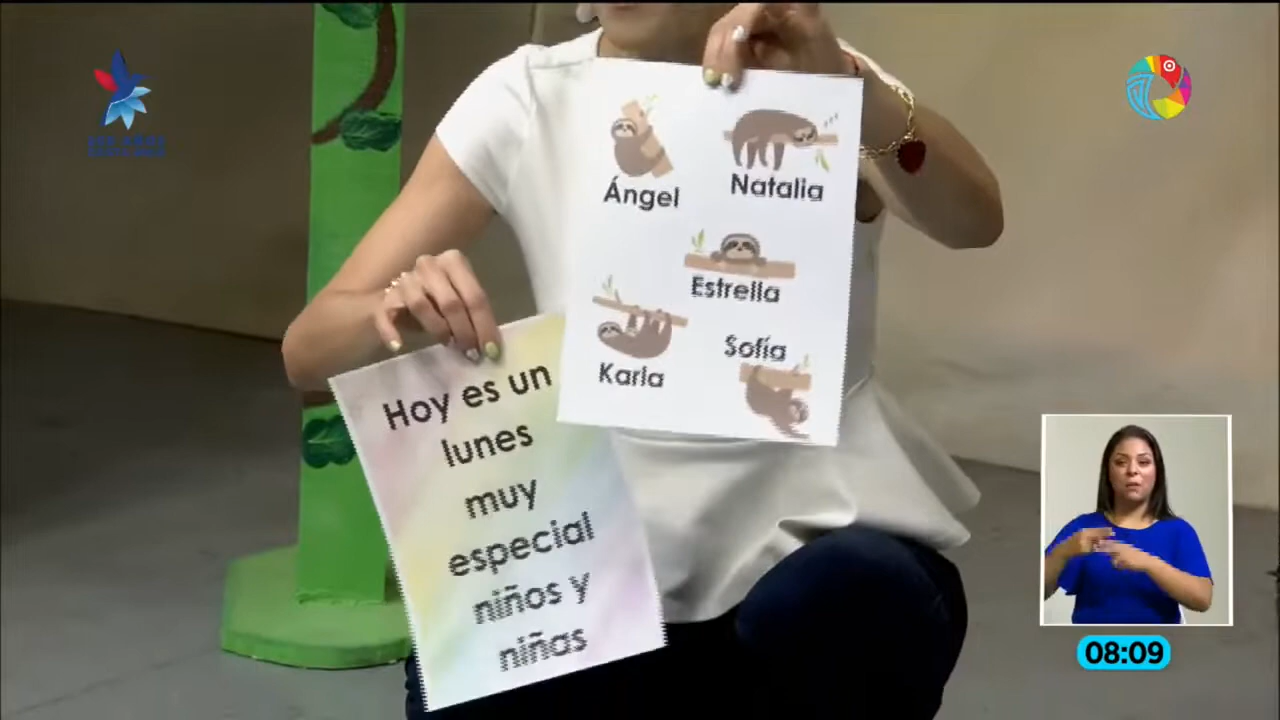 Ángel
Natalia
Estrella
Karla
Sofía
Hoy es un
lunes
muy
especial
niños y
niñas
08:09